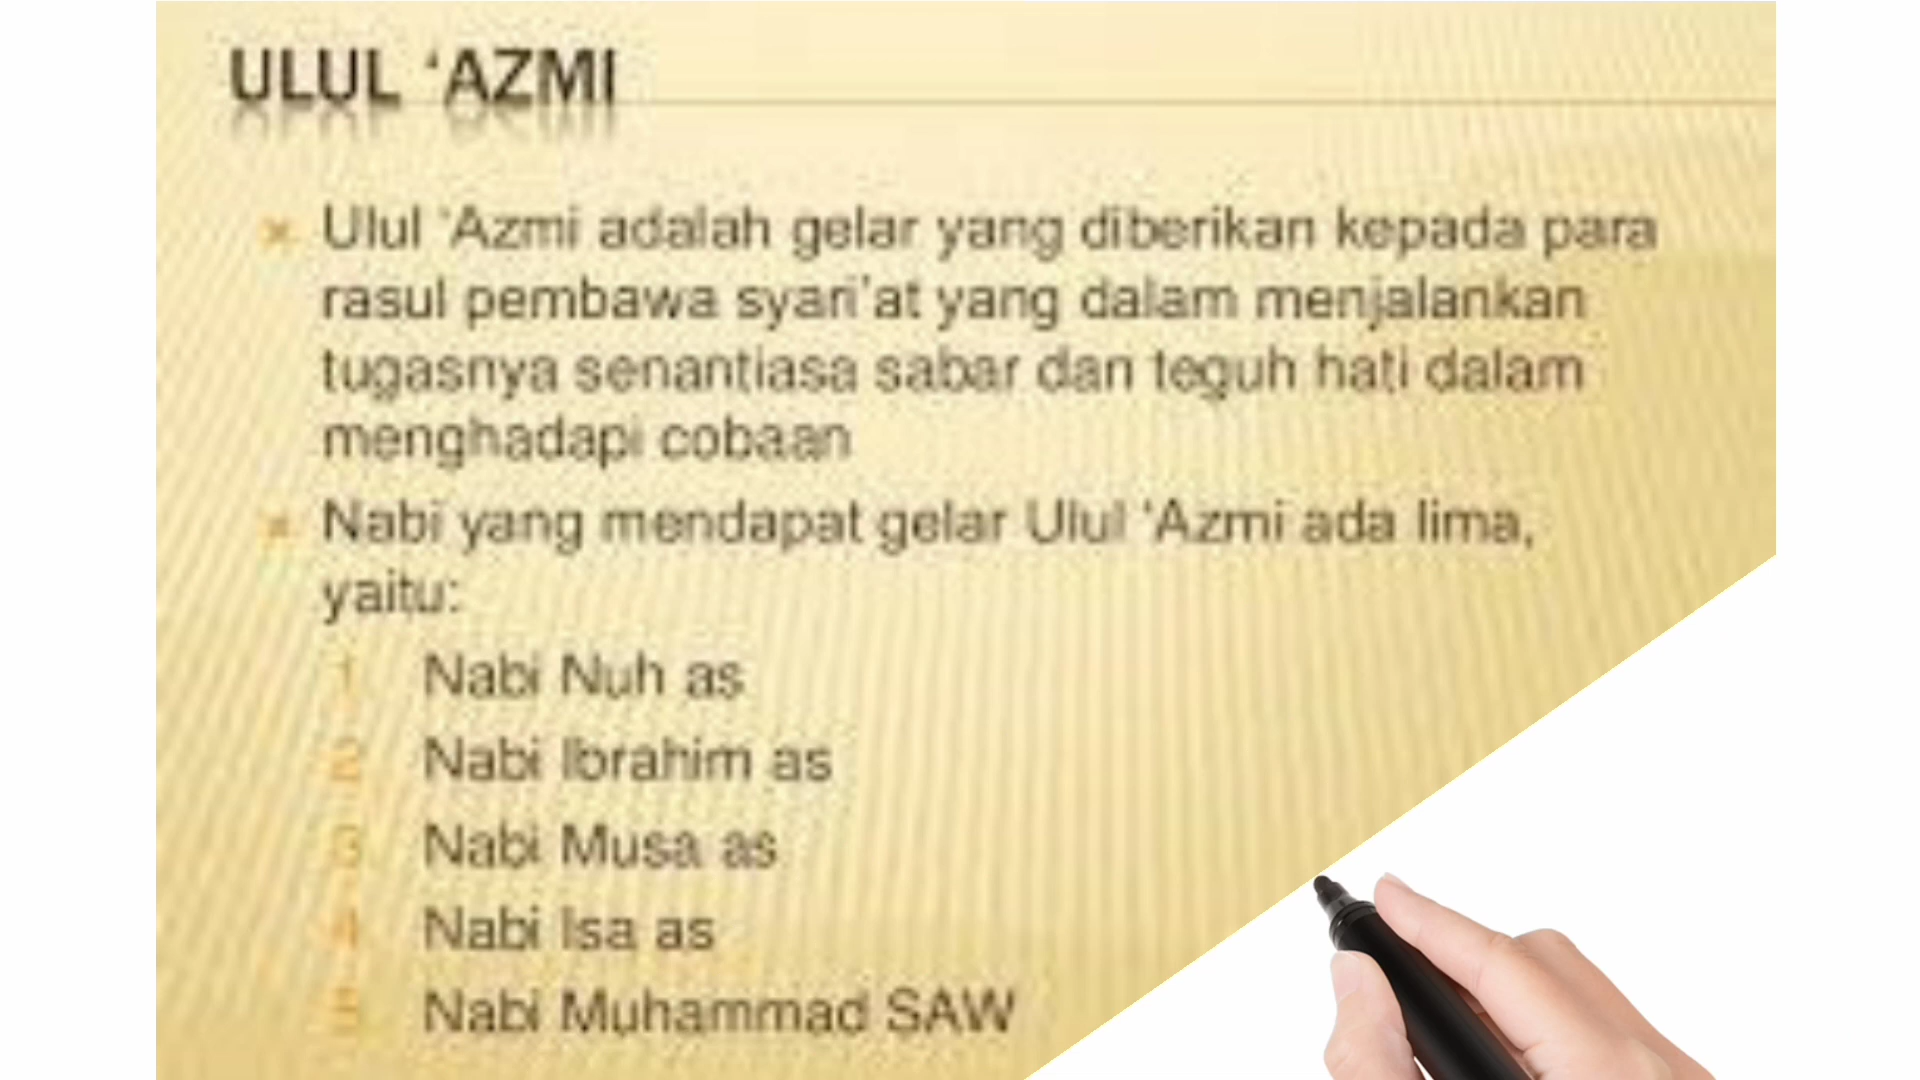 ULUL ‘AZMI
Ulul ‘Azmi adalah gelar yang diberikan kepada para
rasul pembawa syari’at yang dalam menjalankan
tugasnya senantiasa sabar dan teguh hati dalam
menghadapi cobaan
Nabi yang mendapat gelar Ulul ‘Azmi ada lima,
yaitu:
1. Nabi Nuh as
2. Nabi Ibrahim as
3. Nabi Musa as
4. Nabi Isa as
5. Nabi Muhammad SAW